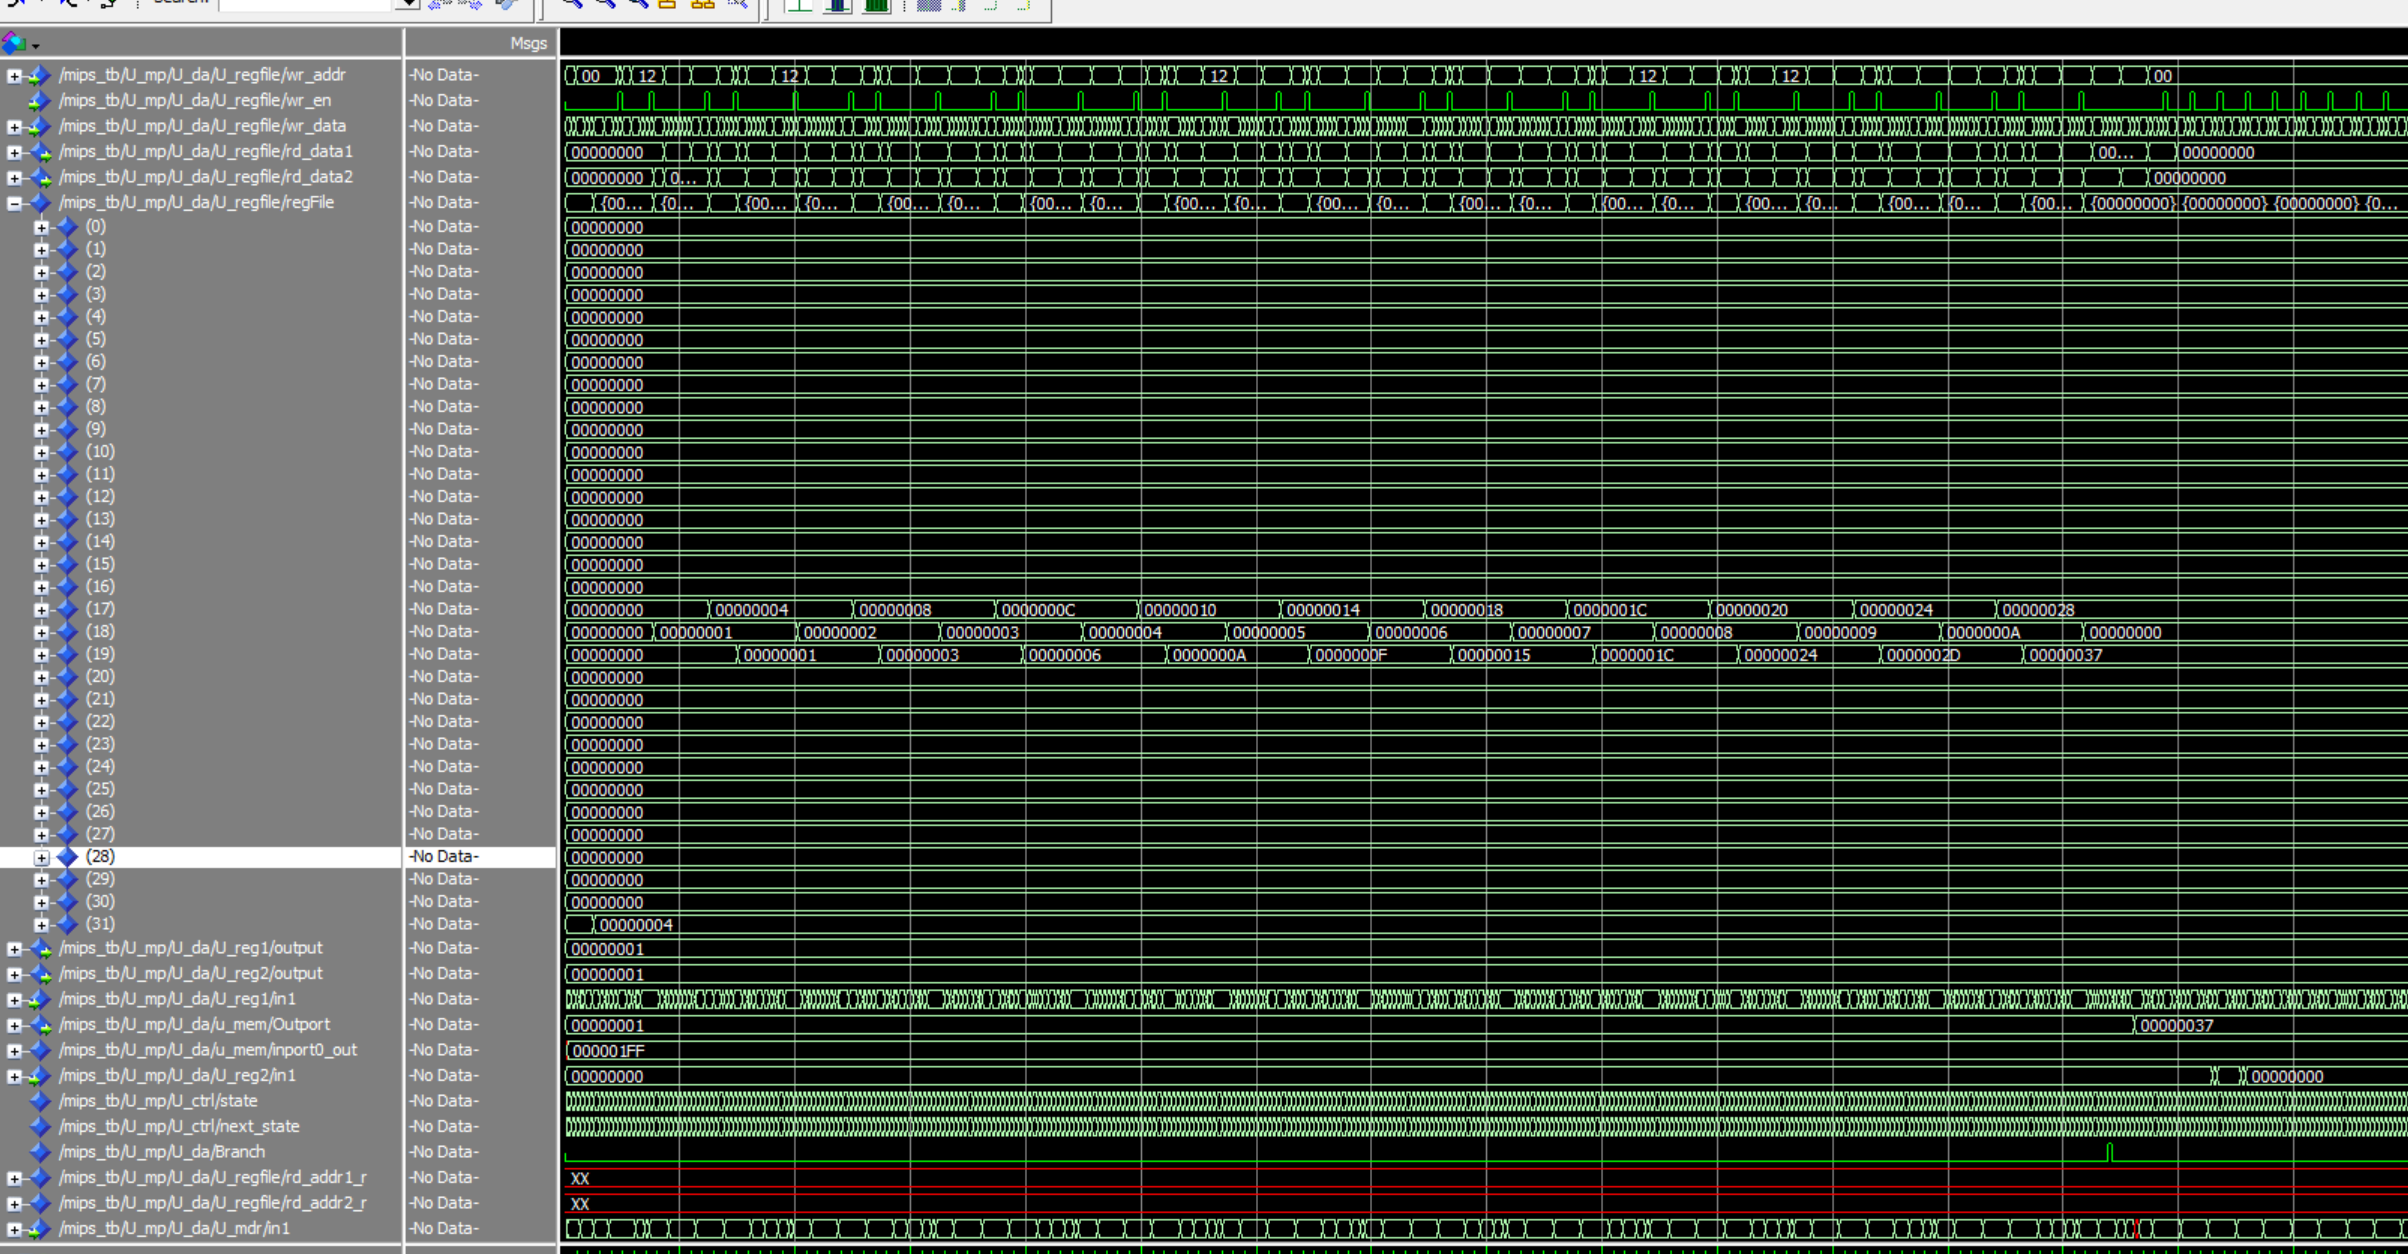 Search:
Msgs
/mips_tb/U_mp/U_da/U_regfile/wr_addr -No Data- 00 12 12 12 12 12 00
/mips_tb/U_mp/U_da/U_regfile/wr_en -No Data-
/mips_tb/U_mp/U_da/U_regfile/wr_data -No Data-
/mips_tb/U_mp/U_da/U_regfile/rd_data1 -No Data- 00000000 00... 00000000
/mips_tb/U_mp/U_da/U_regfile/rd_data2 -No Data- 00000000 0... 00000000
/mips_tb/U_mp/U_da/U_regfile/regFile -No Data- {00... {0... {00... {0... {00... {0... {00... {0... {00... {0... {00... {0... {00... {0... {00... {0... {00... {0... {00... {0... {00... {00000000} {00000000} {00000000} {0...
(0) -No Data- 00000000
(1) -No Data- 00000000
(2) -No Data- 00000000
(3) -No Data- 00000000
(4) -No Data- 00000000
(5) -No Data- 00000000
(6) -No Data- 00000000
(7) -No Data- 00000000
(8) -No Data- 00000000
(9) -No Data- 00000000
(10) -No Data- 00000000
(11) -No Data- 00000000
(12) -No Data- 00000000
(13) -No Data- 00000000
(14) -No Data- 00000000
(15) -No Data- 00000000
(16) -No Data- 00000000
(17) -No Data- 00000000 00000004 00000008 0000000C 00000010 00000014 00000018 0000001C 00000020 00000024 00000028
(18) -No Data- 00000000 00000001 00000002 00000003 00000004 00000005 00000006 00000007 00000008 00000009 0000000A 00000000
(19) -No Data- 00000000 00000001 00000003 00000006 0000000A 0000000F 00000015 0000001C 00000024 0000002D 00000037
(20) -No Data- 00000000
(21) -No Data- 00000000
(22) -No Data- 00000000
(23) -No Data- 00000000
(24) -No Data- 00000000
(25) -No Data- 00000000
(26) -No Data- 00000000
(27) -No Data- 00000000
(28) -No Data- 00000000
(29) -No Data- 00000000
(30) -No Data- 00000000
(31) -No Data- 00000004
/mips_tb/U_mp/U_da/U_reg1/output -No Data- 00000001
/mips_tb/U_mp/U_da/U_reg2/output -No Data- 00000001
/mips_tb/U_mp/U_da/U_reg1/in1 -No Data-
/mips_tb/U_mp/U_da/u_mem/Outport -No Data- 00000001 00000037
/mips_tb/U_mp/U_da/u_mem/inport0_out -No Data- 000001FF
/mips_tb/U_mp/U_da/U_reg2/in1 -No Data- 00000000 00000000
/mips_tb/U_mp/U_ctrl/state -No Data-
/mips_tb/U_mp/U_ctrl/next_state -No Data-
/mips_tb/U_mp/U_da/Branch -No Data-
/mips_tb/U_mp/U_da/U_regfile/rd_addr1_r -No Data- XX
/mips_tb/U_mp/U_da/U_regfile/rd_addr2_r -No Data- XX
/mips_tb/U_mp/U_da/U_mdr/in1 -No Data-